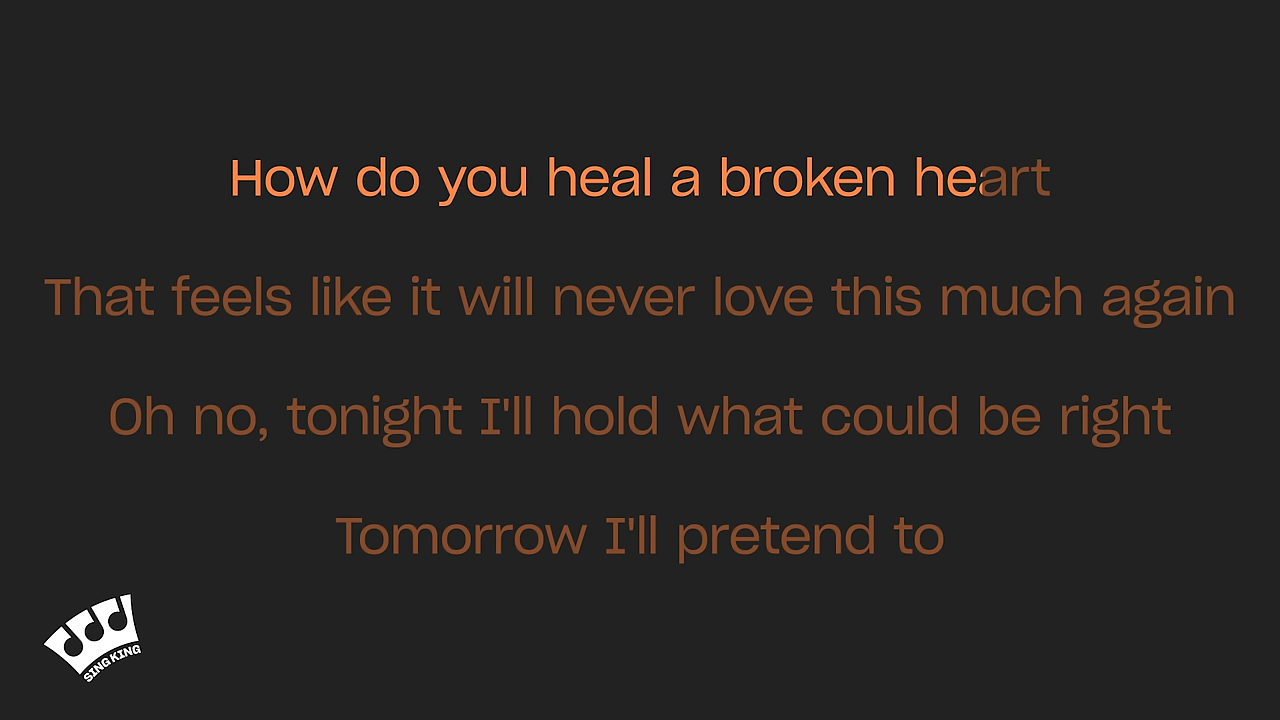 How do you heal a broken heart
That feels like it will never love this much again
Oh no, tonight I'll hold what could be right
Tomorrow I'll pretend to
SING KING